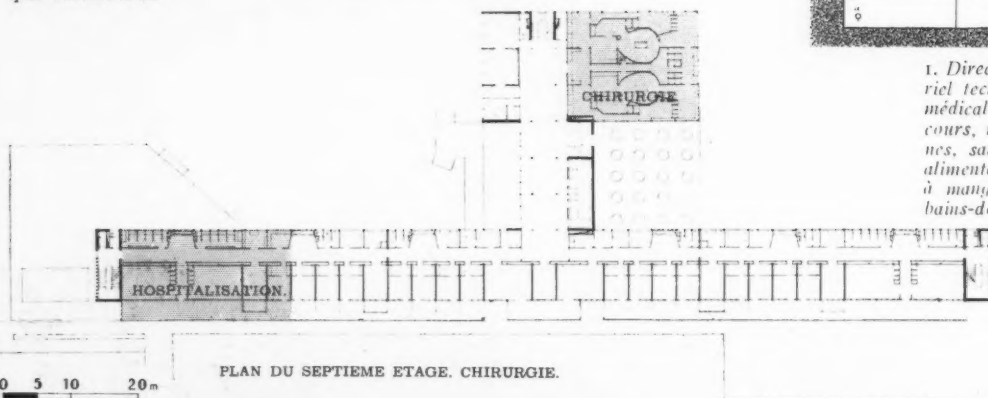 CHIRURGIE
1. Direc
riel tec
médical
cours,
nes, sa
aliment
à mang
bains-d
HOSPITALISATION.
PLAN DU SEPTIEME ETAGE. CHIRURGIE.
0 5 10 20m